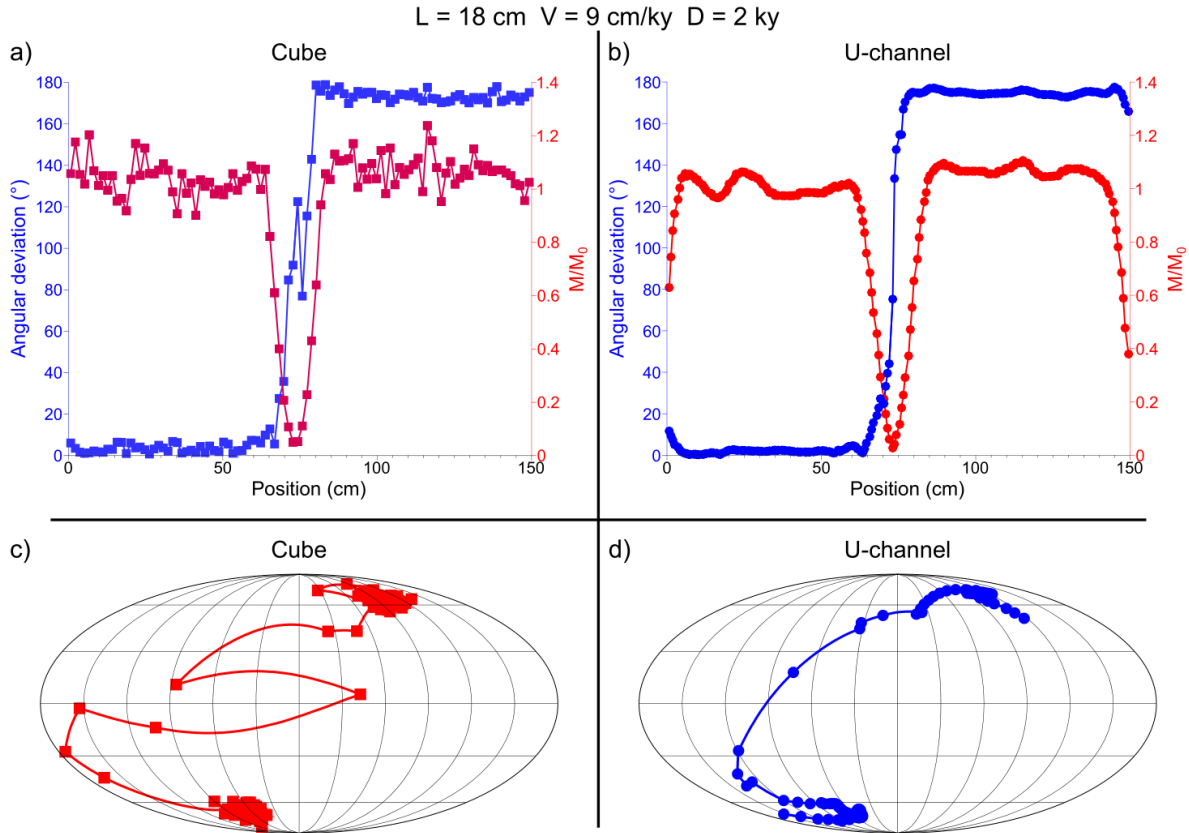 L = 18 cm V = 9 cm/ky D = 2 ky
a)
Cube
180
160
140
120
100
80
60
40
20
0
Angular deviation (°)
1.4
1.2
1
0.8
0.6
0.4
0.2
0
M/M₀
0
50
100
150
Position (cm)
b)
U-channel
180
160
140
120
100
80
60
40
20
0
Angular deviation (°)
1.4
1.2
1
0.8
0.6
0.4
0.2
0
M/M₀
0
50
100
150
Position (cm)
c)
Cube
d)
U-channel